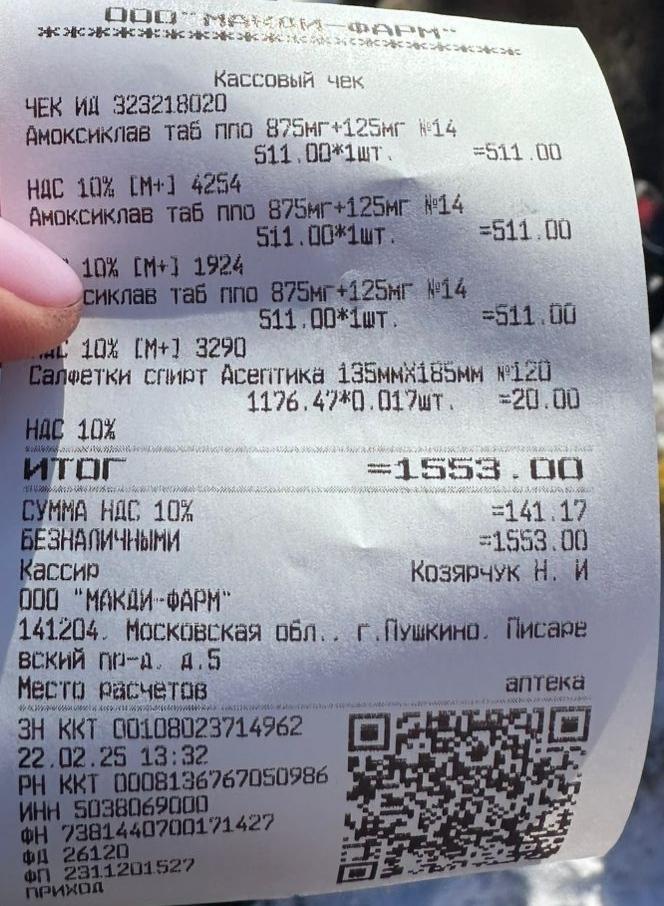 ООО "МАКДИ-ФАРМ"
************************************
Кассовый чек
ЧЕК ИД 323218020
Амоксиклав таб ппо 875мг+125мг №14
511.00*1шт. =511.00
НДС 10% [М+] 4254
Амоксиклав таб ппо 875мг+125мг №14
511.00*1шт. =511.00
10% [М+] 1924
сиклав таб ппо 875мг+125мг №14
511.00*1шт. =511.00
НДС 10% [М+] 3290
Салфетки спирт Асептика 135ммХ185мм №120
1176.47*0.017шт. =20.00
НДС 10%
ИТОГ =1553.00
СУММА НДС 10% =141.17
БЕЗНАЛИЧНЫМИ =1553.00
Кассир Козярчук Н. И
ООО "МАКДИ-ФАРМ"
141204, Московская обл., г.Пушкино, Писаре
вский пр-д, д.5
Место расчетов аптека
ЗН ККТ 00108023714962
22.02.25 13:32
РН ККТ 0008136767050986
ИНН 5038069000
ФН 7381440700171427
ФД 26120
ФП 2311201527
ПРИХОД